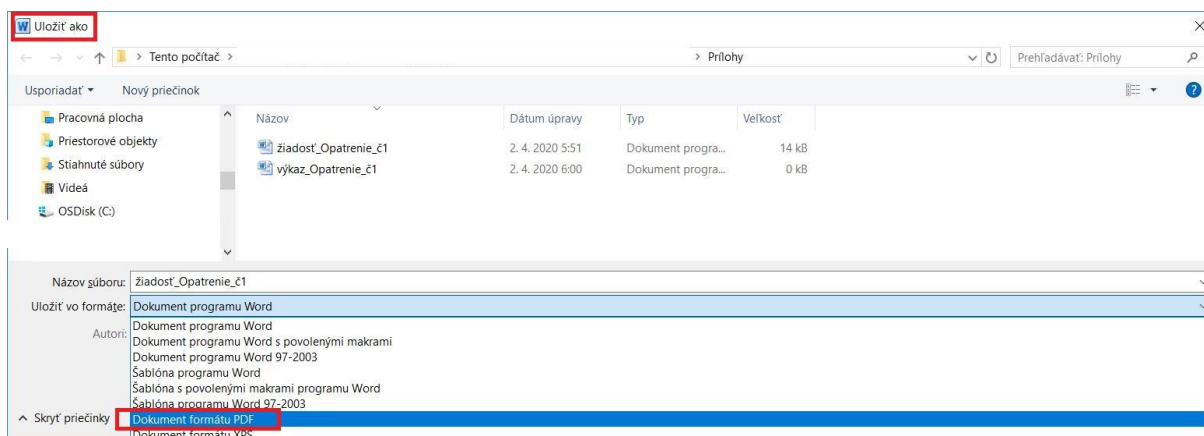 Uložiť ako
Tento počítač > > Prílohy Prehľadávať: Prílohy
Usporiadať Nový priečinok
Pracovná plocha
Priestorové objekty
Stiahnuté súbory
Videá
OSDisk (C:)
Názov Dátum úpravy Typ Veľkosť
žiadosť_Opatrenie_č1 2. 4. 2020 5:51 Dokument progra... 14 kB
výkaz_Opatrenie_č1 2. 4. 2020 6:00 Dokument progra... 0 kB
Názov súboru: žiadosť_Opatrenie_č1
Uložiť vo formáte: Dokument programu Word
Autori:
Dokument programu Word
Dokument programu Word s povolenými makrami
Dokument programu Word 97-2003
Šablóna programu Word
Šablóna s povolenými makrami programu Word
Šablóna programu Word 97-2003
Skryť priečinky
Dokument formátu PDF
Dokument formátu XPS